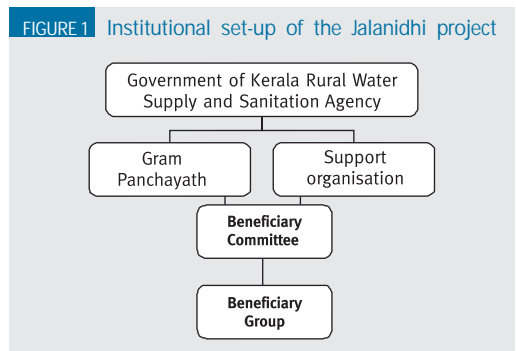 FIGURE 1 Institutional set-up of the Jalanidhi project
Government of Kerala Rural Water
Supply and Sanitation Agency
Gram
Panchayath
Support
organisation
Beneficiary
Committee
Beneficiary
Group